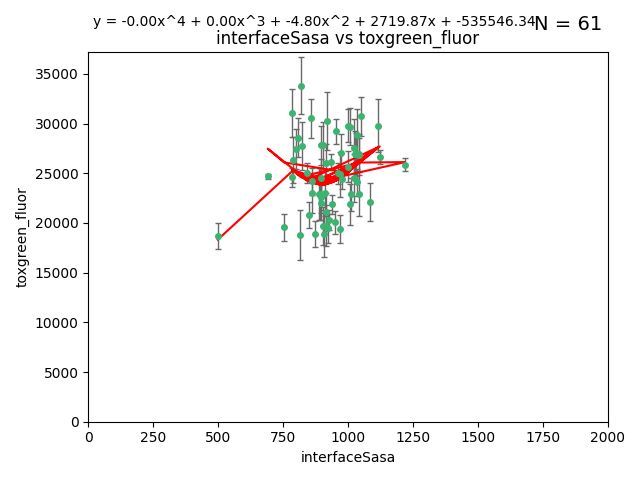 y = -0.00x^4 + 0.00x^3 + -4.80x^2 + 2719.87x + -535546.34
N = 61
interfaceSasa vs toxgreen_fluor
35000
30000
25000
20000
15000
10000
5000
0
toxgreen_fluor
0 250 500 750 1000 1250 1500 1750 2000
interfaceSasa